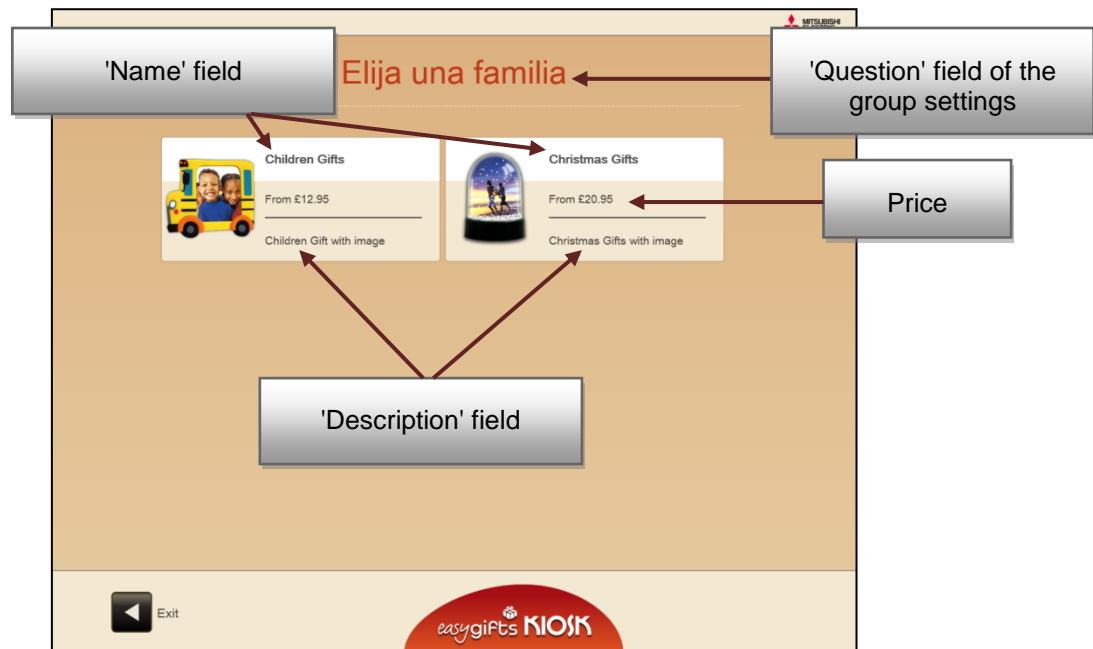 MITSUBISHI
'Name' field
Elija una familia
'Question' field of the
group settings
Children Gifts
Christmas Gifts
From £12.95
From £20.95
Price
Children Gift with image
Christmas Gifts with image
'Description' field
Exit
easygifts KIOSK